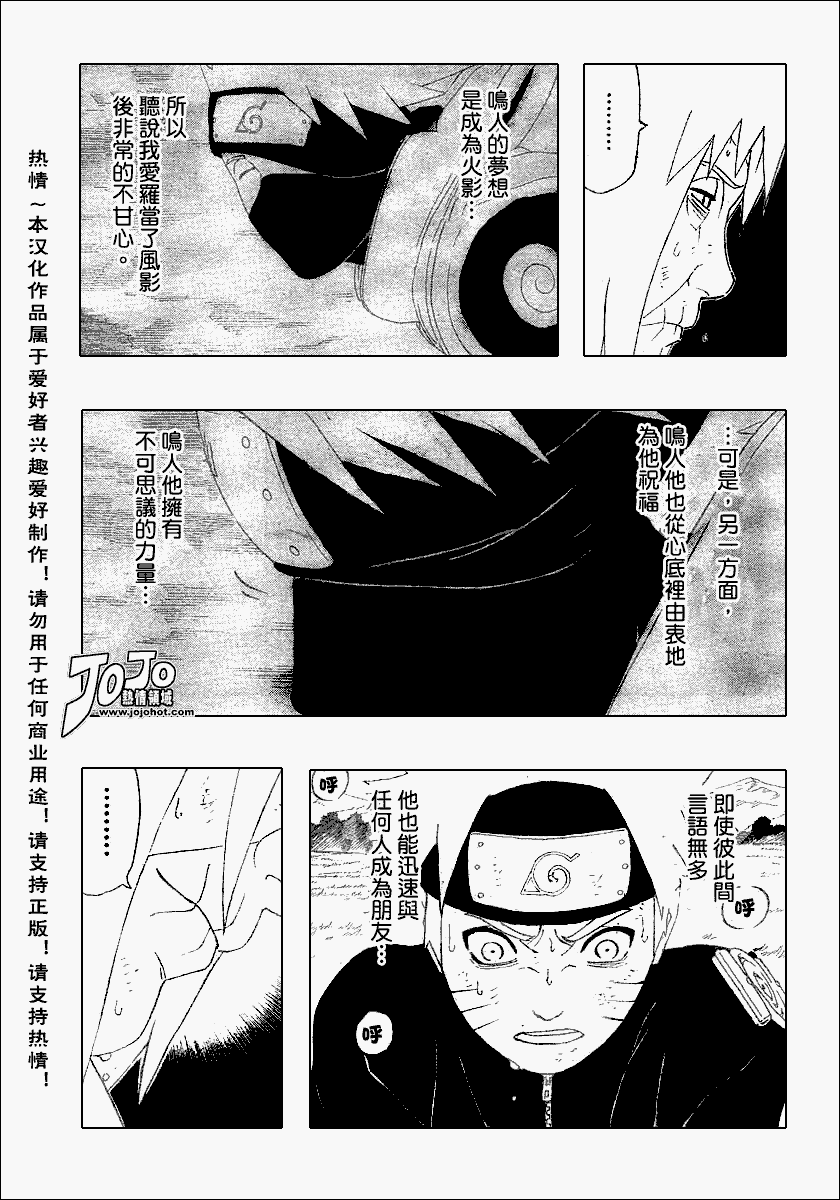 ………
鳴人的夢想
是成為火影…
所以
聽說我愛羅當了風影
後非常的不甘心。
…可是，另一方面，
鳴人他也從心底裡由衷地
為他祝福
鳴人他擁有
不可思議的力量…
即使彼此間
言語無多
他也能迅速與
任何人成為朋友…
呼
呼
呼
………
JOJO
熱情領域
www.jojohot.com
热情～本汉化作品属于爱好者兴趣爱好制作！请勿用于任何商业用途！请支持正版！请支持热情！